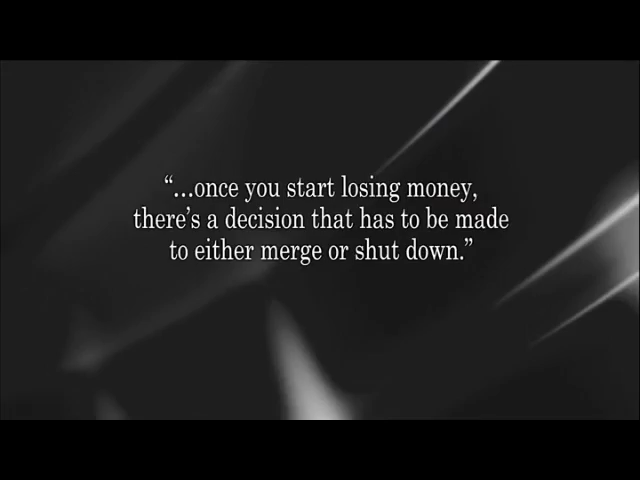 “...once you start losing money,
there’s a decision that has to be made
to either merge or shut down.”